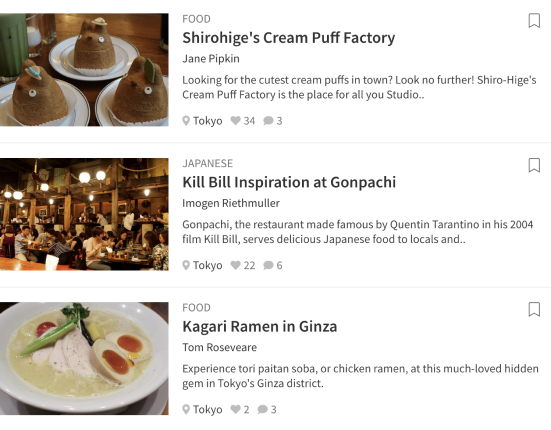 FOOD
Shirohige's Cream Puff Factory
Jane Pipkin
Looking for the cutest cream puffs in town? Look no further! Shiro-Hige's
Cream Puff Factory is the place for all you Studio..
Tokyo 34 3
JAPANESE
Kill Bill Inspiration at Gonpachi
Imogen Riethmuller
Gonpachi, the restaurant made famous by Quentin Tarantino in his 2004
film Kill Bill, serves delicious Japanese food to locals and..
Tokyo 22 6
FOOD
Kagari Ramen in Ginza
Tom Roseveare
Experience tori paitan soba, or chicken ramen, at this much-loved hidden
gem in Tokyo's Ginza district.
Tokyo 2 3